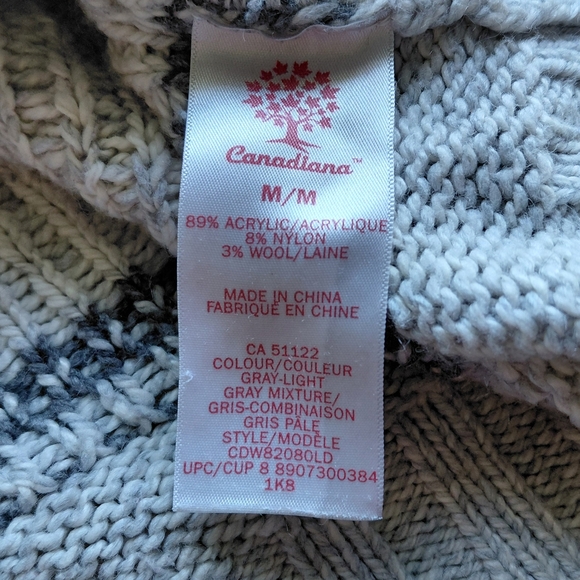 Canadiana™
M/M
89% ACRYLIC/ACRYLIQUE
8% NYLON
3% WOOL/LAINE
MADE IN CHINA
FABRIQUÉ EN CHINE
CA 51122
COLOUR/COULEUR
GRAY-LIGHT
GRAY MIXTURE/
GRIS-COMBINAISON
GRIS PÂLE
STYLE/MODÈLE
CDW82080LD
UPC/CUP 8 8907300384
1K8